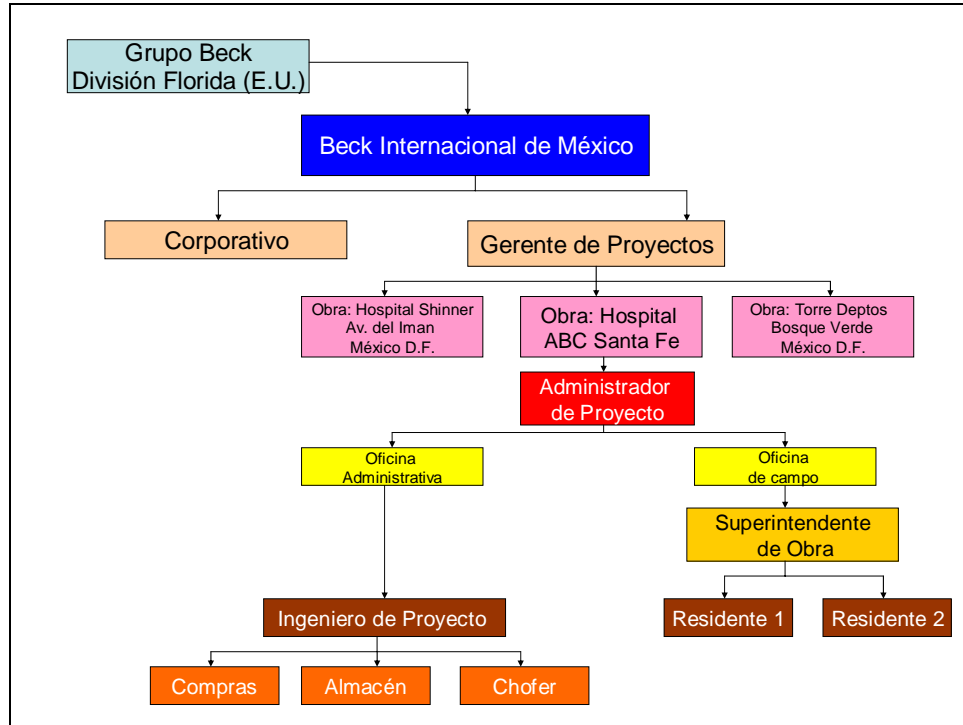 Grupo Beck
División Florida (E.U.)
Beck Internacional de México
Corporativo
Gerente de Proyectos
Obra: Hospital Shinner
Av. del Iman
México D.F.
Obra: Hospital
ABC Santa Fe
Obra: Torre Deptos
Bosque Verde
México D.F.
Administrador
de Proyecto
Oficina
Administrativa
Oficina
de campo
Superintendente
de Obra
Ingeniero de Proyecto
Residente 1
Residente 2
Compras
Almacén
Chofer